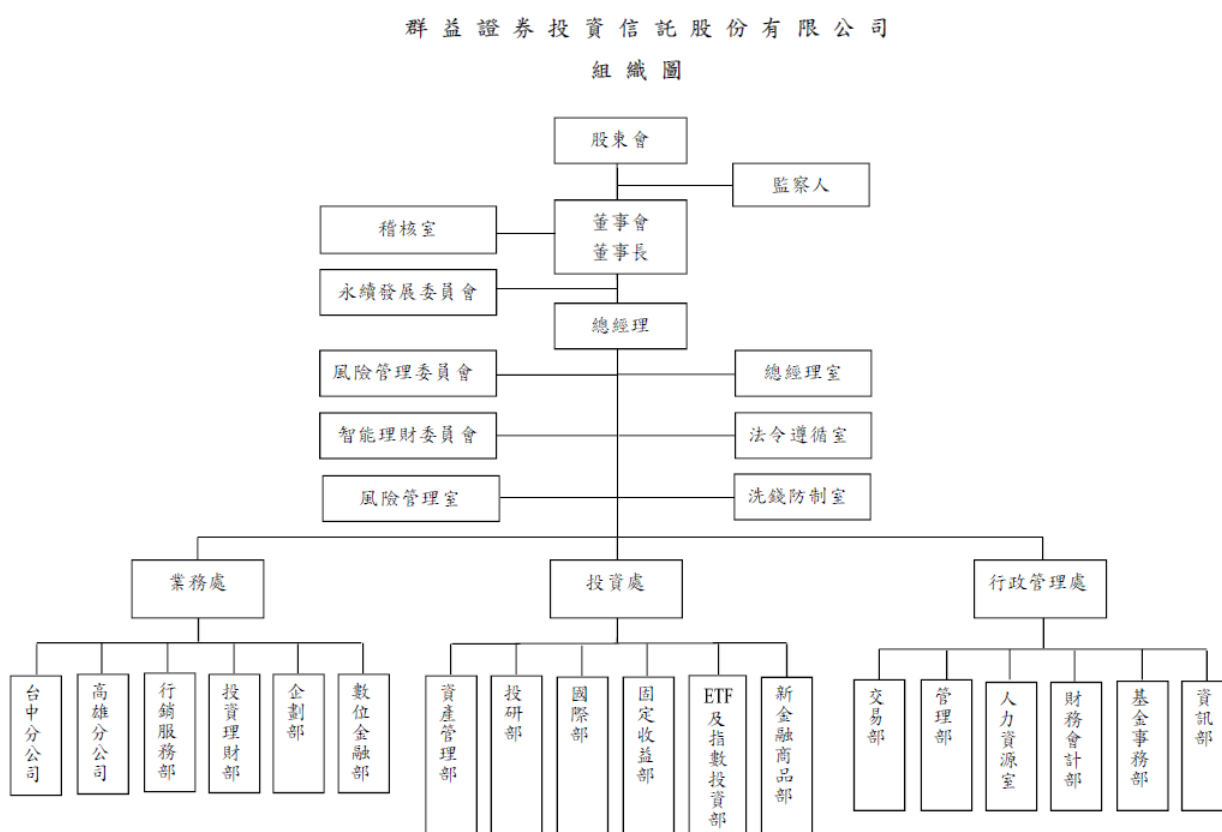 群益證券投資信託股份有限公司
組織圖
股東會
監察人
稽核室
董事會
董事長
永續發展委員會
總經理
風險管理委員會
總經理室
智能理財委員會
法令遵循室
風險管理室
洗錢防制室
業務處
投資處
行政管理處
台中分公司
高雄分公司
行銷服務部
投資理財部
企劃部
數位金融部
資產管理部
投研部
國際部
固定收益部
ETF及指數投資部
新金融商品部
交易部
管理部
人力資源室
財務會計部
基金事務部
資訊部